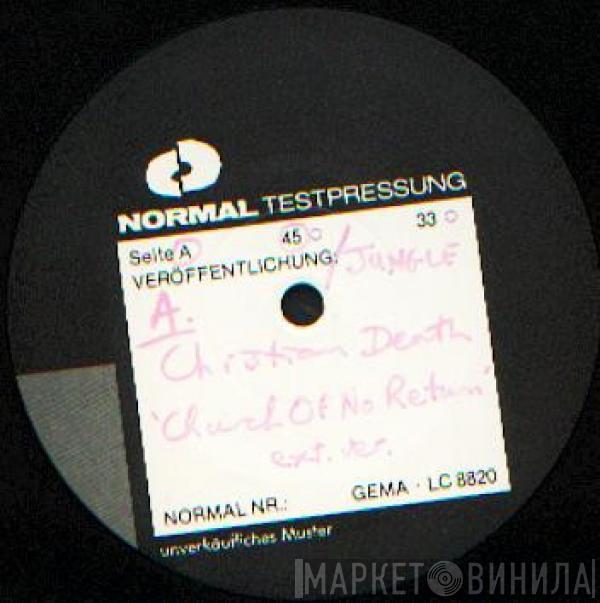 NORMAL TESTPRESSUNG
Seite A 45 33
VERÖFFENTLICHUNG: / JUNGLE
A.
Christian Death
'Church Of No Return'
ext. ver.
NORMAL NR.: GEMA · LC 8820
unverkäufliches Muster
МАРКЕТ ВИНИЛА